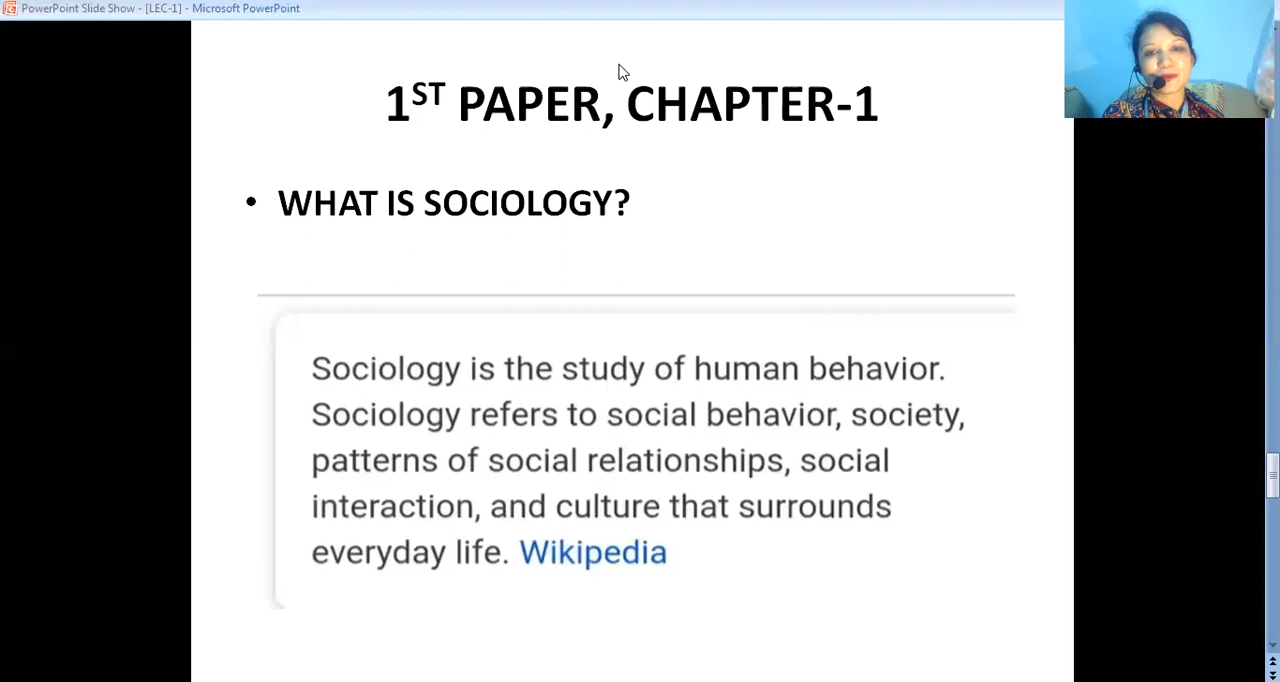 PowerPoint Slide Show - [LEC-1] - Microsoft PowerPoint
1ST PAPER, CHAPTER-1
• WHAT IS SOCIOLOGY?
Sociology is the study of human behavior.
Sociology refers to social behavior, society,
patterns of social relationships, social
interaction, and culture that surrounds
everyday life. Wikipedia